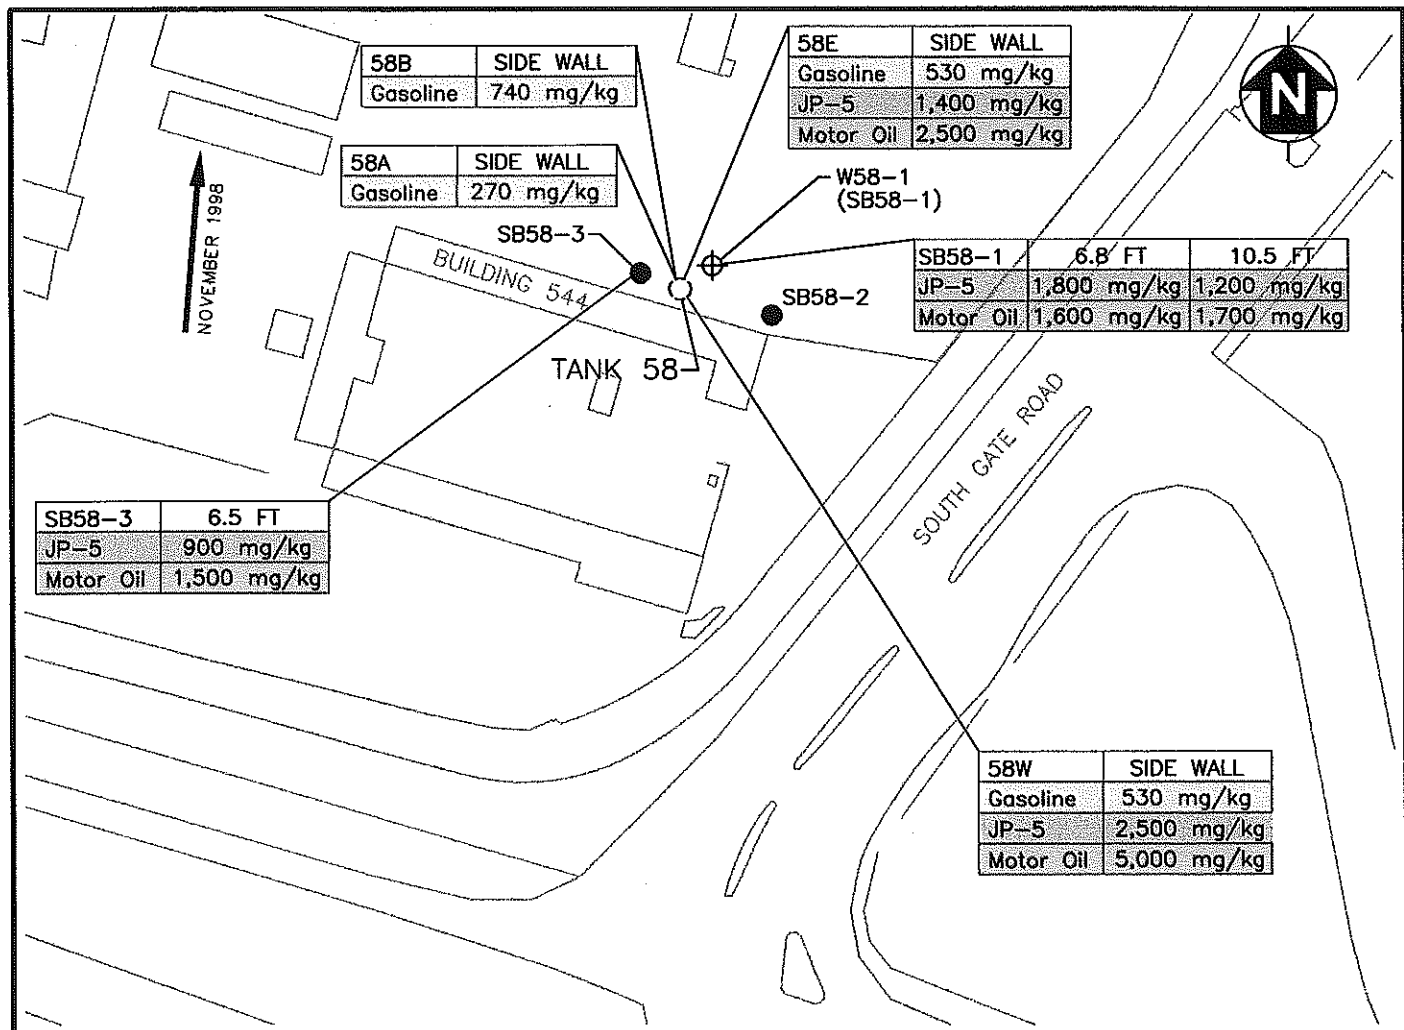 58B SIDE WALL
Gasoline 740 mg/kg
58E SIDE WALL
Gasoline 530 mg/kg
JP-5 1,400 mg/kg
Motor Oil 2,500 mg/kg
N
58A SIDE WALL
Gasoline 270 mg/kg
W58-1
(SB58-1)
NOVEMBER 1998
SB58-3
BUILDING 544
SB58-1 6.8 FT 10.5 FT
JP-5 1,800 mg/kg 1,200 mg/kg
Motor Oil 1,600 mg/kg 1,700 mg/kg
SB58-2
TANK 58
SOUTH GATE ROAD
SB58-3 6.5 FT
JP-5 900 mg/kg
Motor Oil 1,500 mg/kg
58W SIDE WALL
Gasoline 530 mg/kg
JP-5 2,500 mg/kg
Motor Oil 5,000 mg/kg